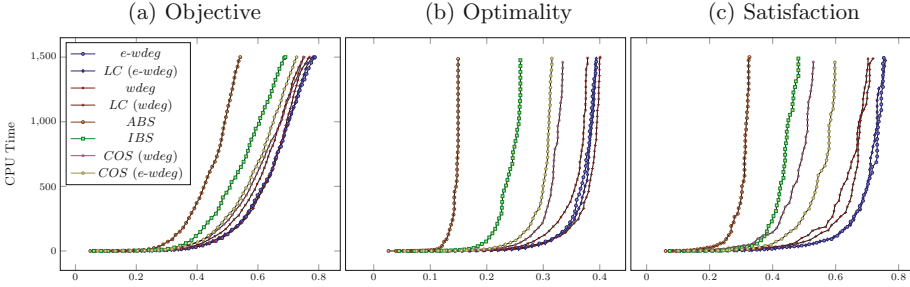 (a) Objective
(b) Optimality
(c) Satisfaction
CPU Time
1,500
1,000
500
0
e-wdeg
LC (e-wdeg)
wdeg
LC (wdeg)
ABS
IBS
COS (wdeg)
COS (e-wdeg)
0 0.2 0.4 0.6 0.8
0 0.1 0.2 0.3 0.4
0 0.2 0.4 0.6 0.8